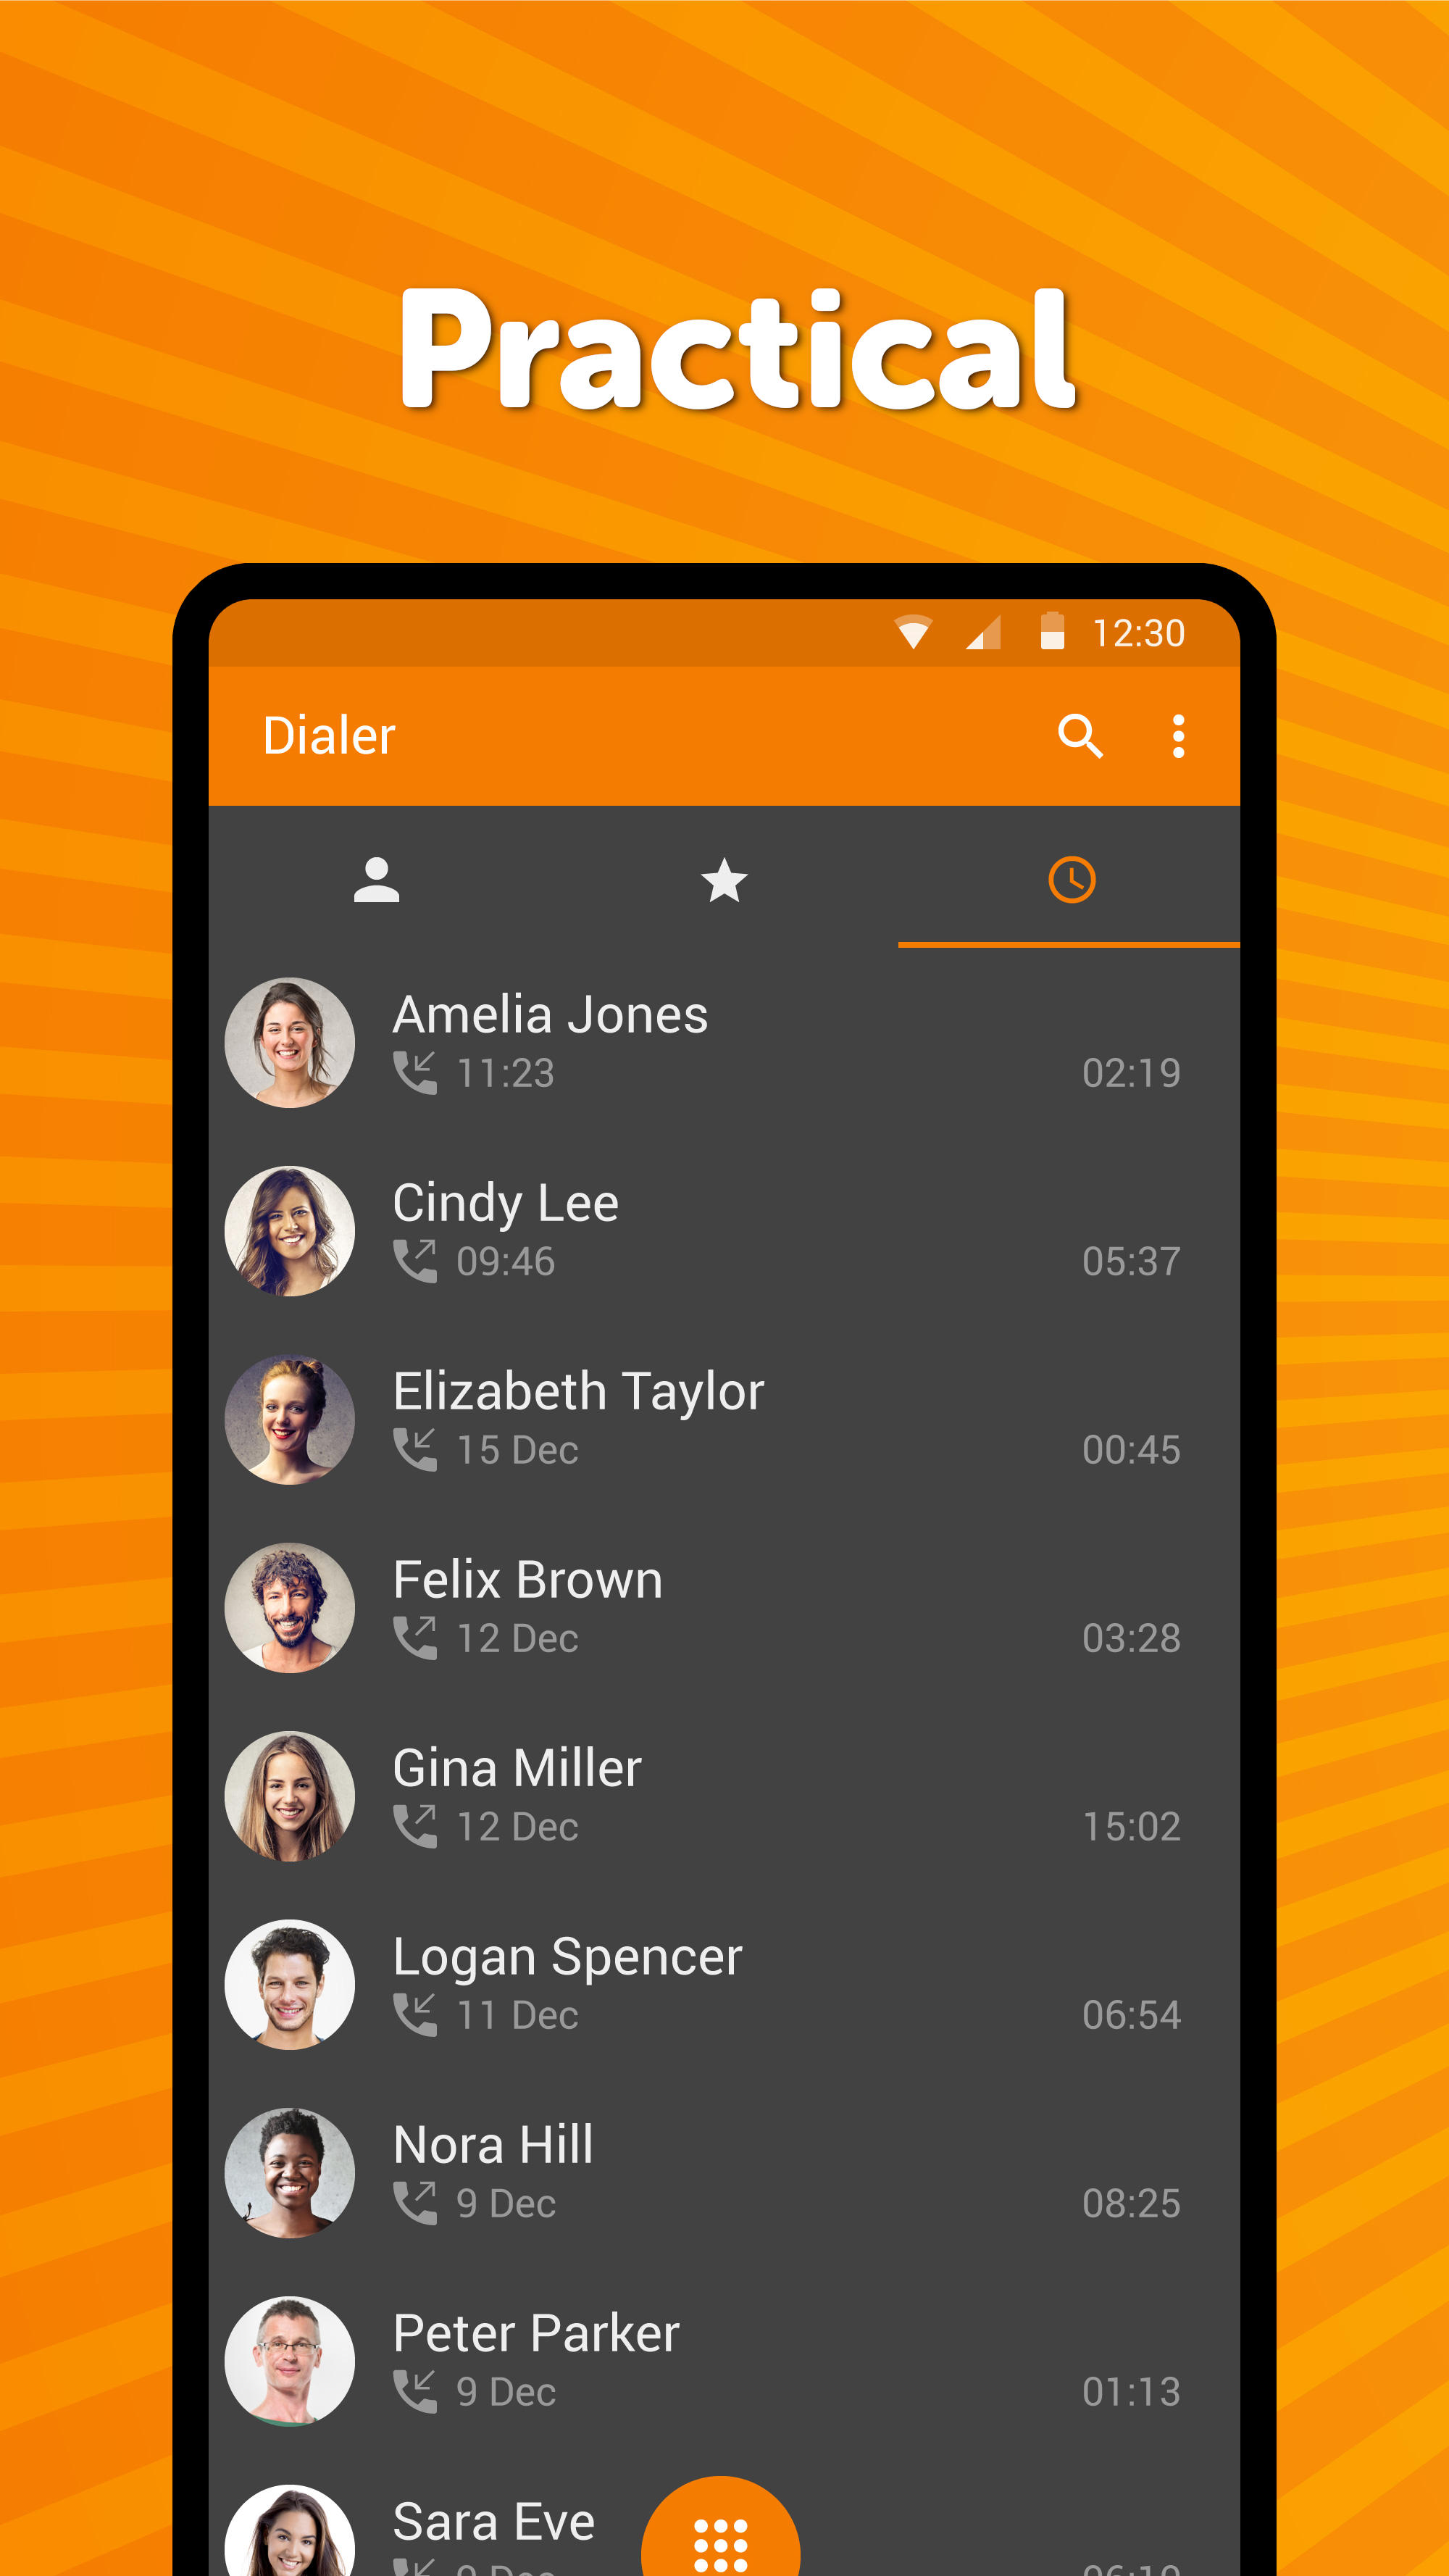 Practical
12:30
Dialer
Amelia Jones
11:23 02:19
Cindy Lee
09:46 05:37
Elizabeth Taylor
15 Dec 00:45
Felix Brown
12 Dec 03:28
Gina Miller
12 Dec 15:02
Logan Spencer
11 Dec 06:54
Nora Hill
9 Dec 08:25
Peter Parker
9 Dec 01:13
Sara Eve